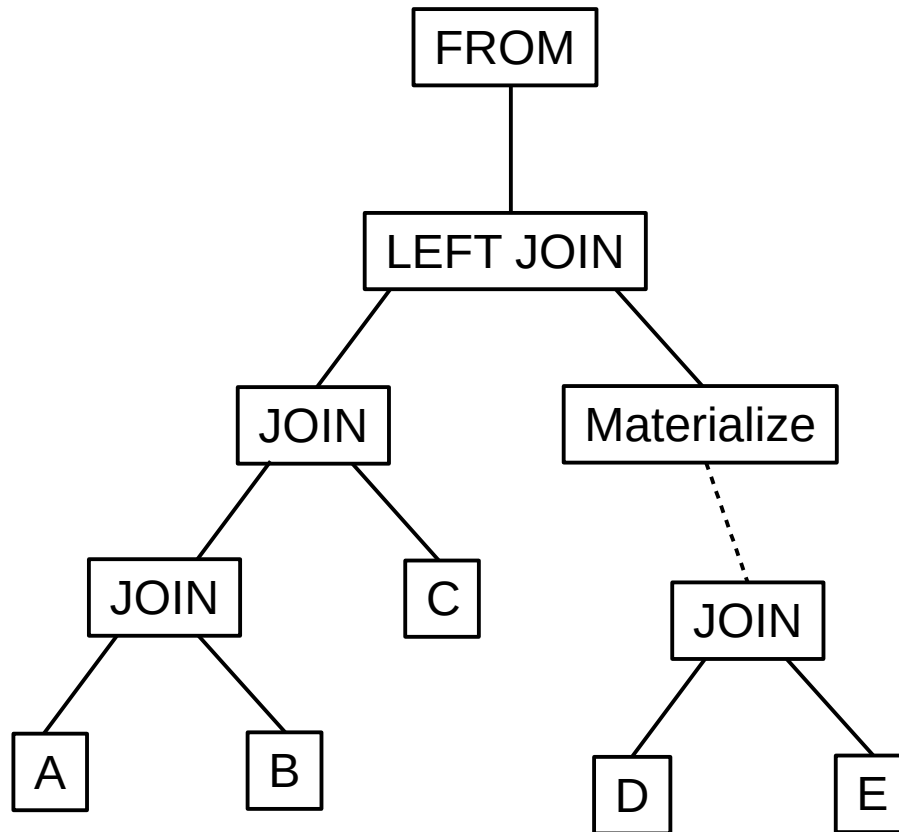 FROM
LEFT JOIN
JOIN
Materialize
JOIN
C
JOIN
A
B
D
E